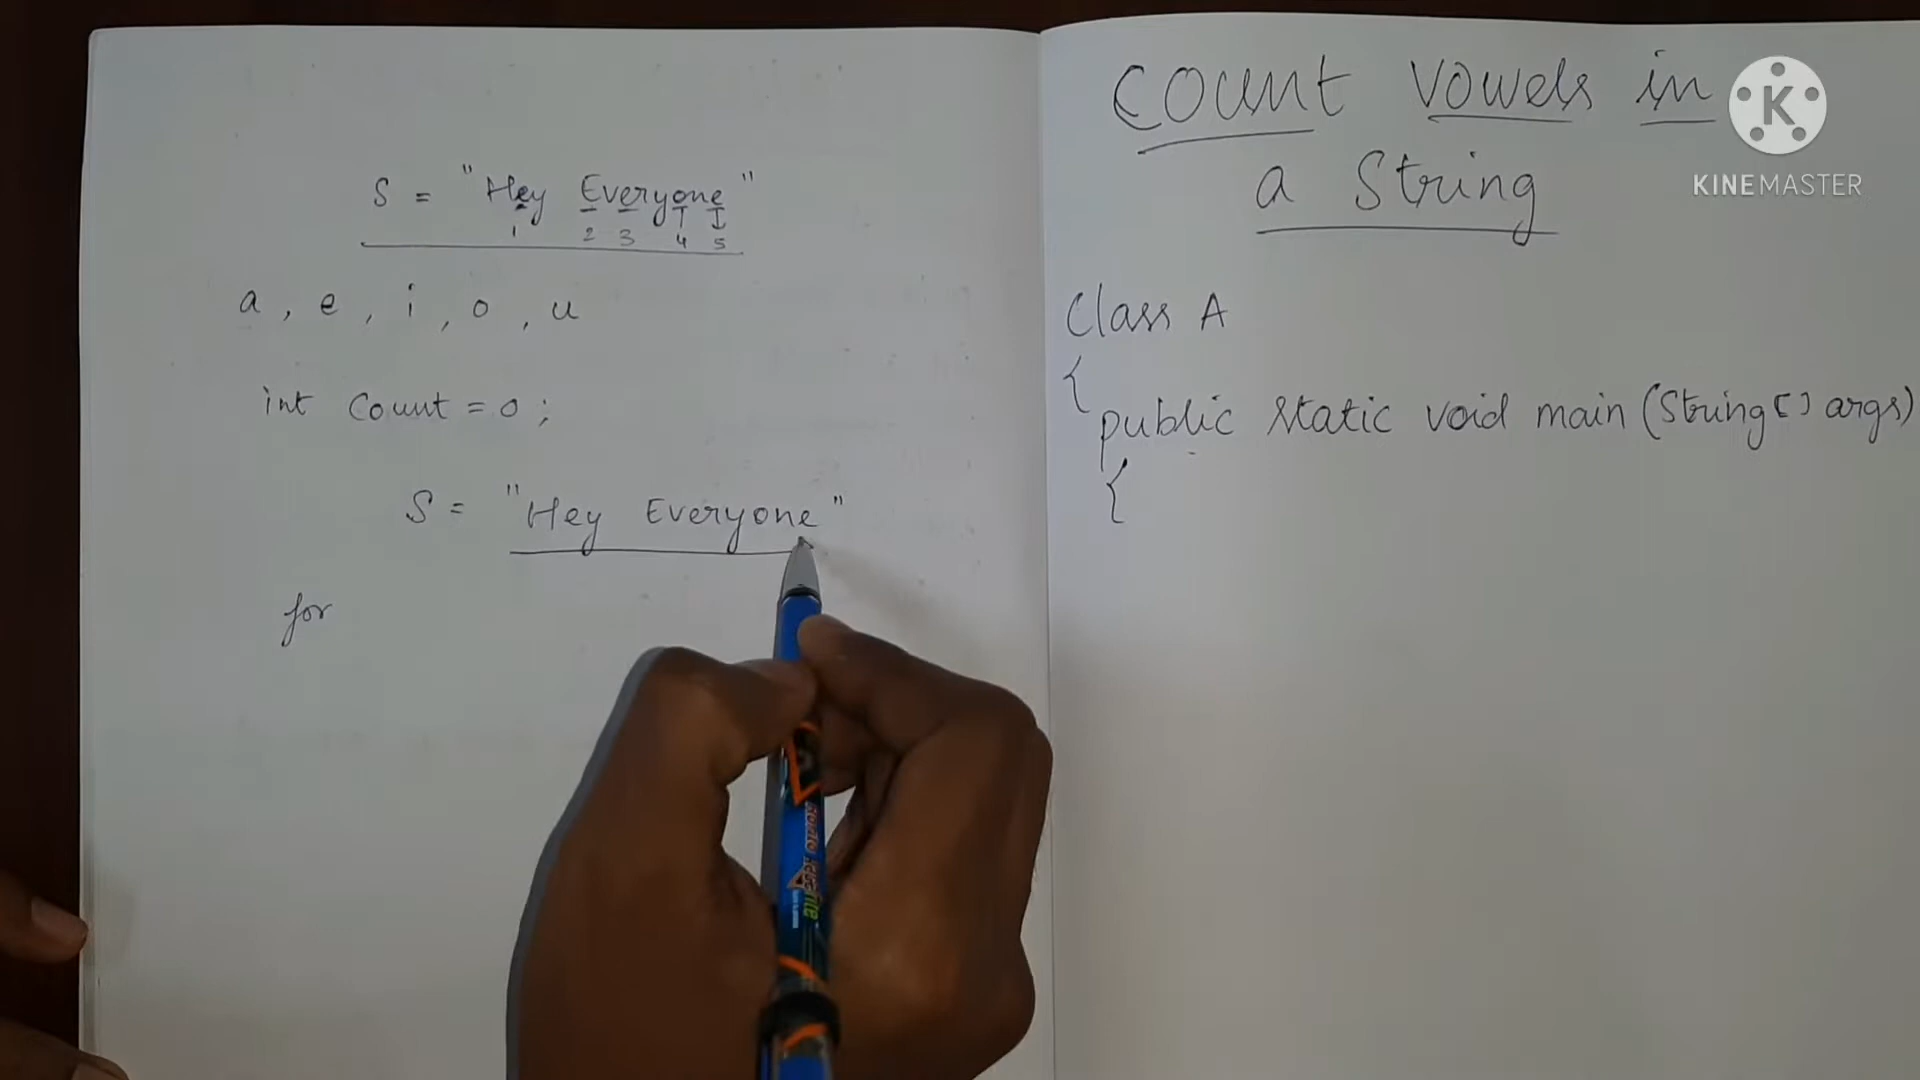 S = "Hey Everyone"
1 2 3 4 5
a , e , i , o , u
int Count = 0 ;
S = "Hey Everyone"
for
Count Vowels in
a String
Class A
{
public static void main (String [] args)
{
K
KINEMASTER